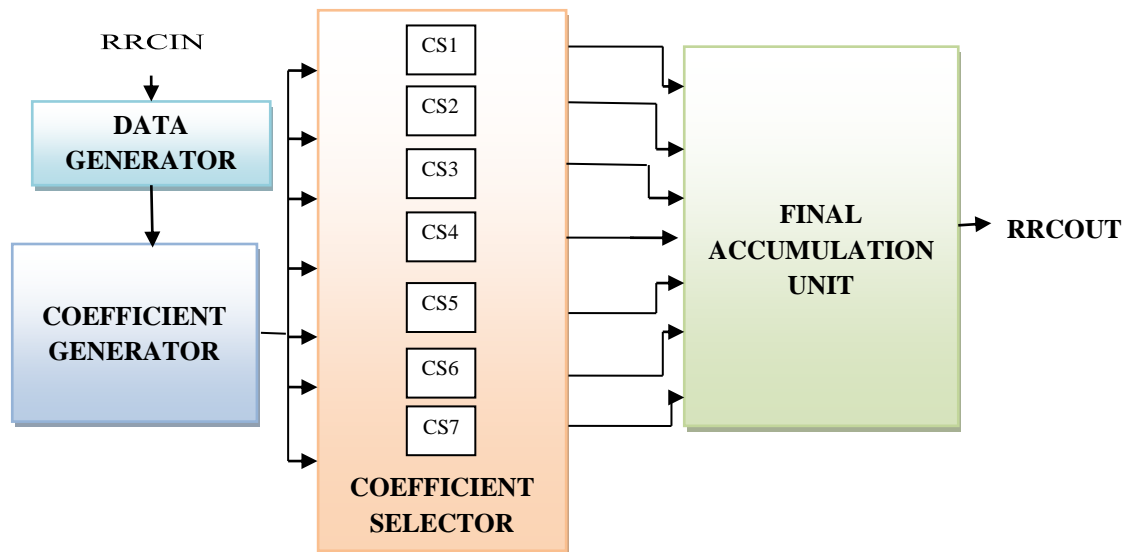 RRCIN
DATA
GENERATOR
COEFFICIENT
GENERATOR
CS1
CS2
CS3
CS4
CS5
CS6
CS7
COEFFICIENT
SELECTOR
FINAL
ACCUMULATION
UNIT
RRCOUT